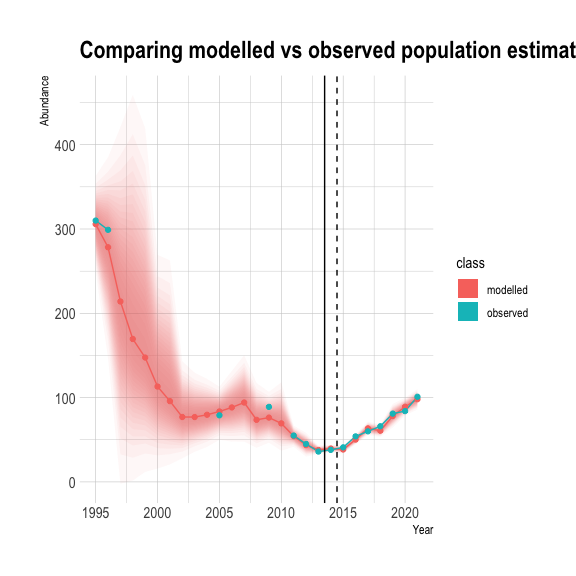 Comparing modelled vs observed population estimat
Abundance
400
300
200
100
0
1995 2000 2005 2010 2015 2020
Year
class
modelled
observed